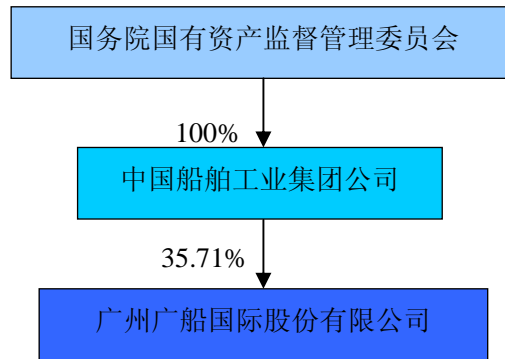 国务院国有资产监督管理委员会
100%
中国船舶工业集团公司
35.71%
广州广船国际股份有限公司